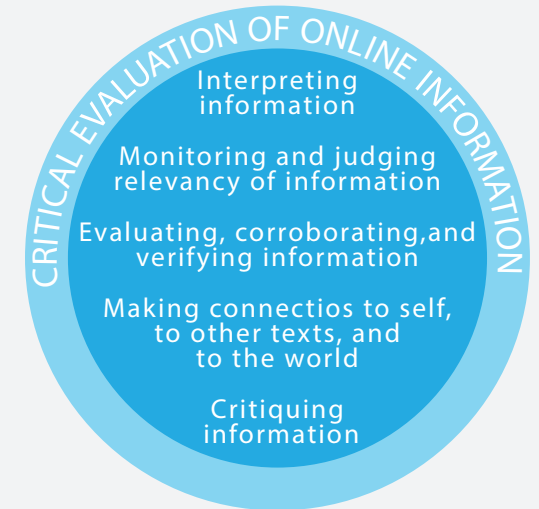 CRITICAL EVALUATION OF ONLINE INFORMATION
Interpreting
information
Monitoring and judging
relevancy of information
Evaluating, corroborating,and
verifying information
Making connectios to self,
to other texts, and
to the world
Critiquing
information